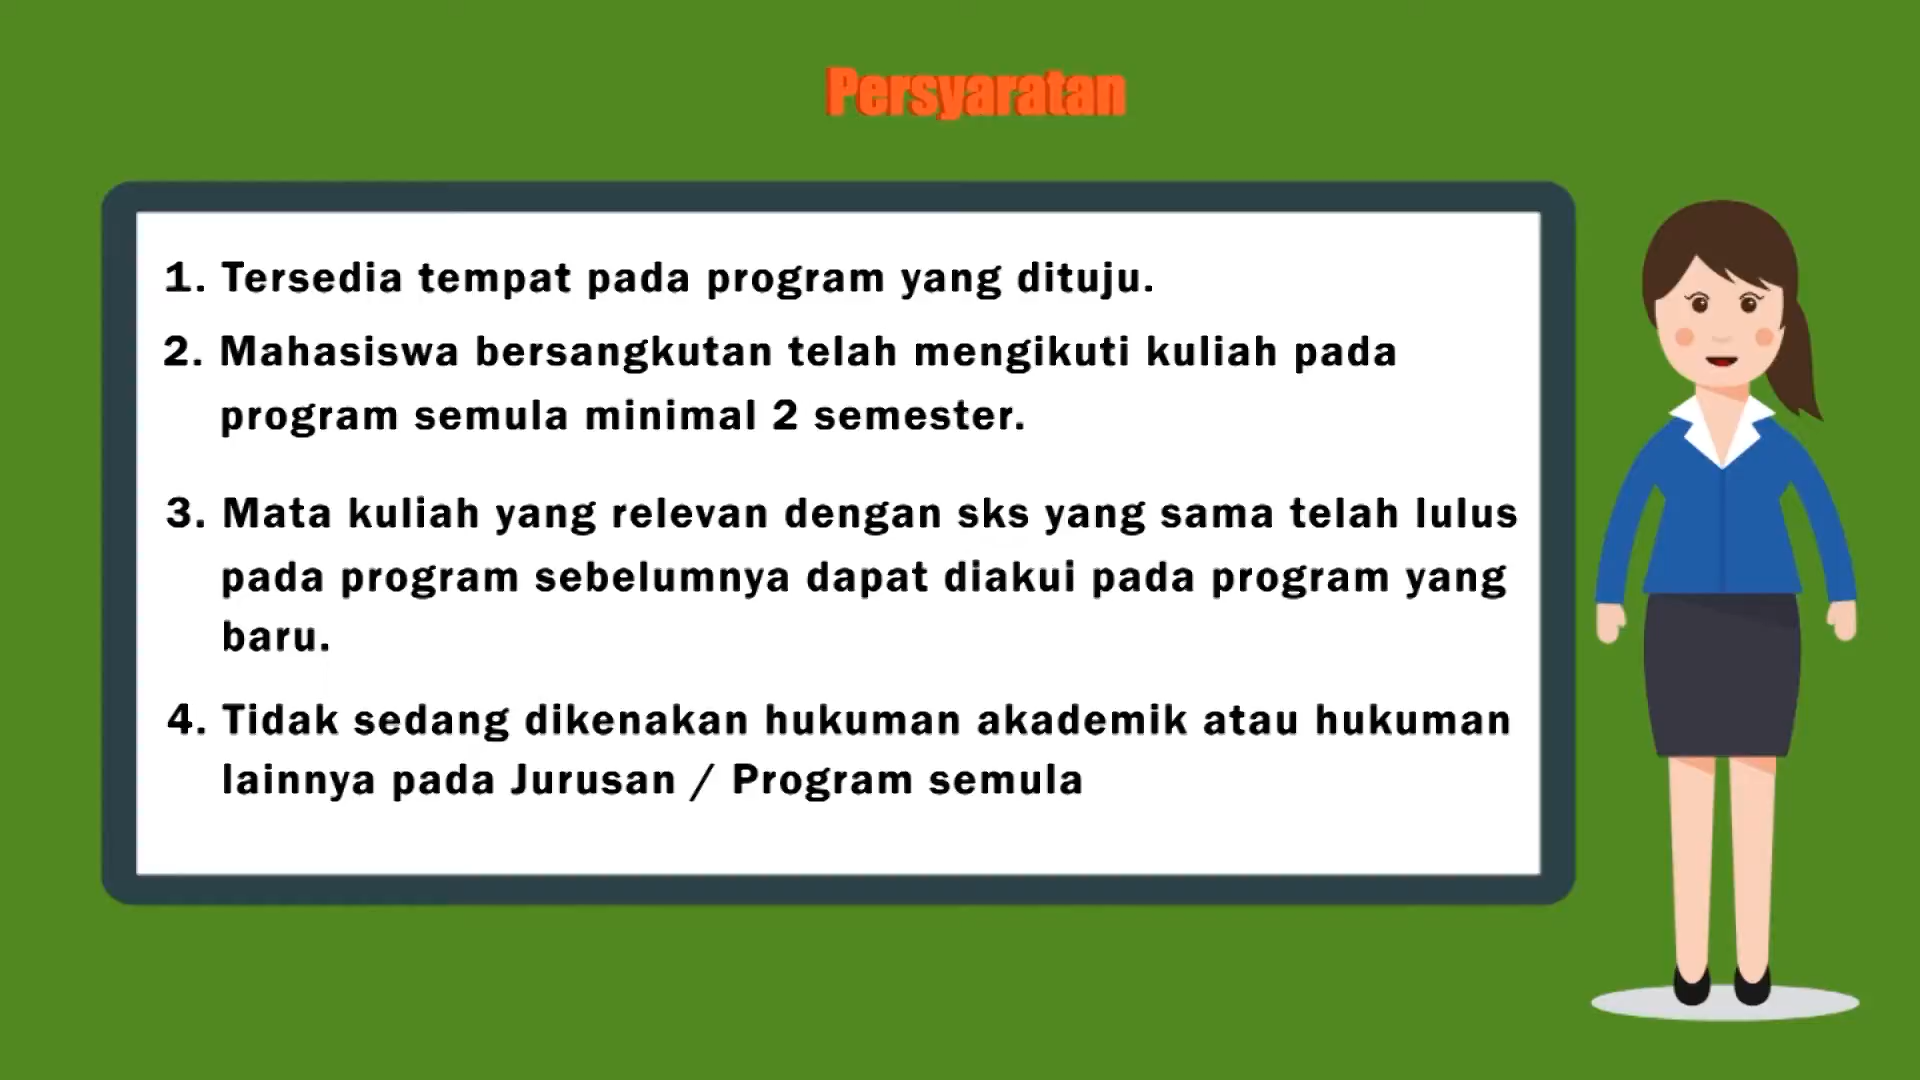 Persyaratan
1. Tersedia tempat pada program yang dituju.
2. Mahasiswa bersangkutan telah mengikuti kuliah pada
program semula minimal 2 semester.
3. Mata kuliah yang relevan dengan sks yang sama telah lulus
pada program sebelumnya dapat diakui pada program yang
baru.
4. Tidak sedang dikenakan hukuman akademik atau hukuman
lainnya pada Jurusan / Program semula